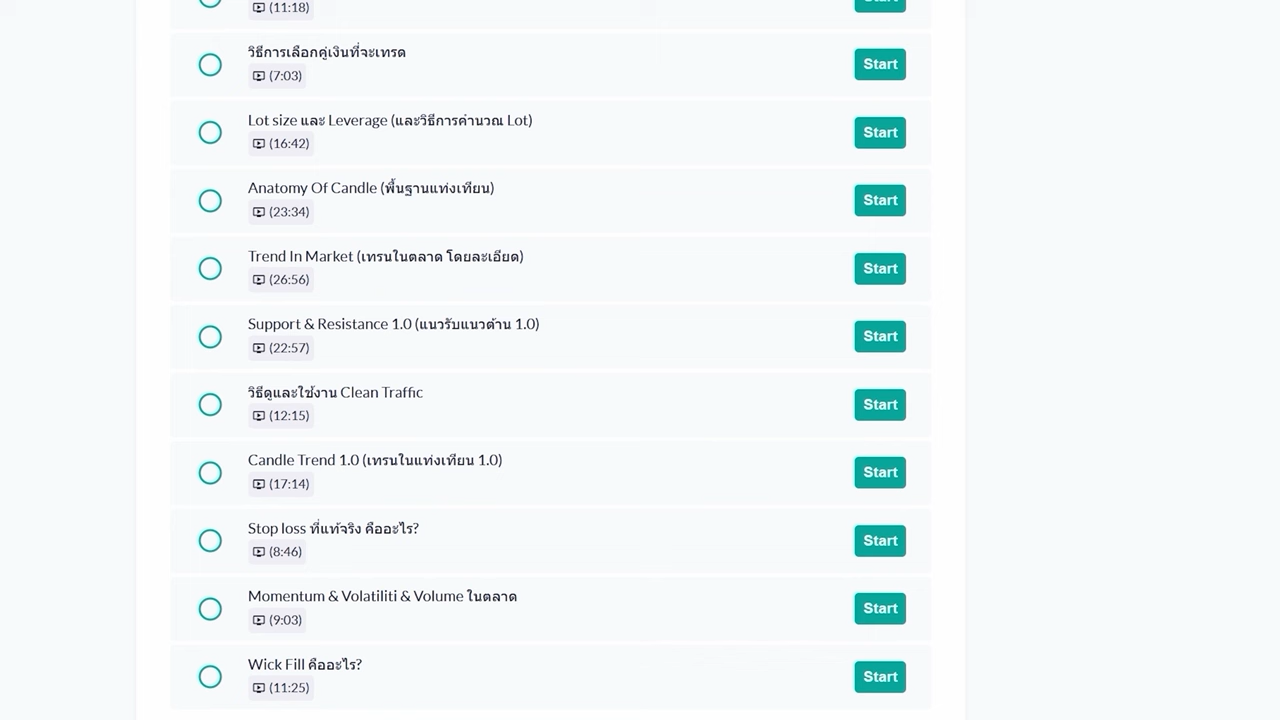 (11:18)
วิธีการเลือกคู่เงินที่จะเทรด
Start
(7:03)
Lot size และ Leverage (และวิธีการคำนวณ Lot)
Start
(16:42)
Anatomy Of Candle (พื้นฐานแท่งเทียน)
Start
(23:34)
Trend In Market (เทรนในตลาด โดยละเอียด)
Start
(26:56)
Support & Resistance 1.0 (แนวรับแนวต้าน 1.0)
Start
(22:57)
วิธีดูและใช้งาน Clean Traffic
Start
(12:15)
Candle Trend 1.0 (เทรนในแท่งเทียน 1.0)
Start
(17:14)
Stop loss ที่แท้จริง คืออะไร?
Start
(8:46)
Momentum & Volatiliti & Volume ในตลาด
Start
(9:03)
Wick Fill คืออะไร?
Start
(11:25)